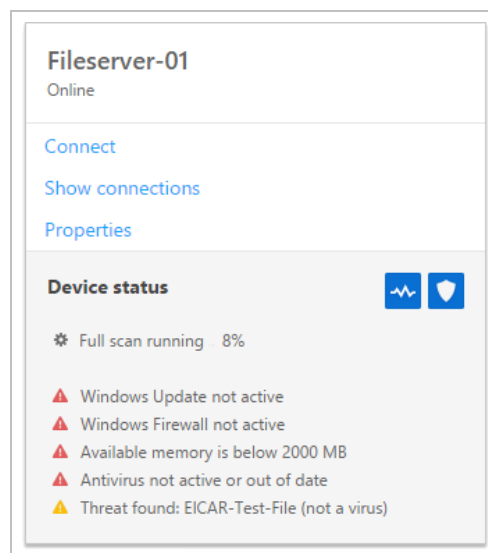 Fileserver-01
Online
Connect
Show connections
Properties
Device status
Full scan running 8%
Windows Update not active
Windows Firewall not active
Available memory is below 2000 MB
Antivirus not active or out of date
Threat found: EICAR-Test-File (not a virus)